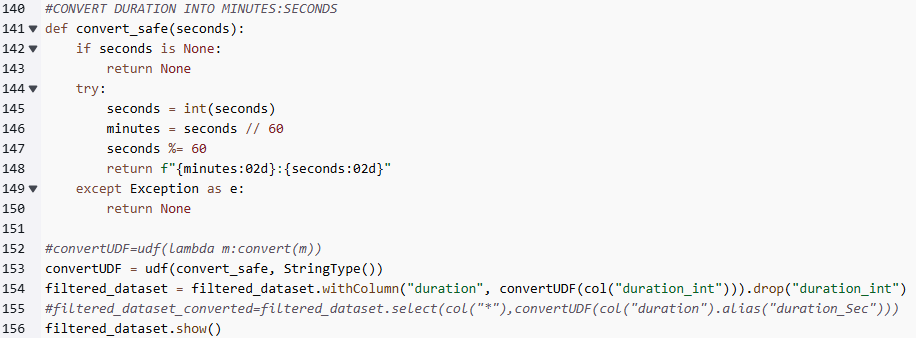 140 #CONVERT DURATION INTO MINUTES:SECONDS
141 def convert_safe(seconds):
142     if seconds is None:
143         return None
144     try:
145         seconds = int(seconds)
146         minutes = seconds // 60
147         seconds %= 60
148         return f"{minutes:02d}:{seconds:02d}"
149     except Exception as e:
150         return None
151
152 #convertUDF=udf(lambda m:convert(m))
153 convertUDF = udf(convert_safe, StringType())
154 filtered_dataset = filtered_dataset.withColumn("duration", convertUDF(col("duration_int"))).drop("duration_int")
155 #filtered_dataset_converted=filtered_dataset.select(col("*"),convertUDF(col("duration").alias("duration_Sec")))
156 filtered_dataset.show()